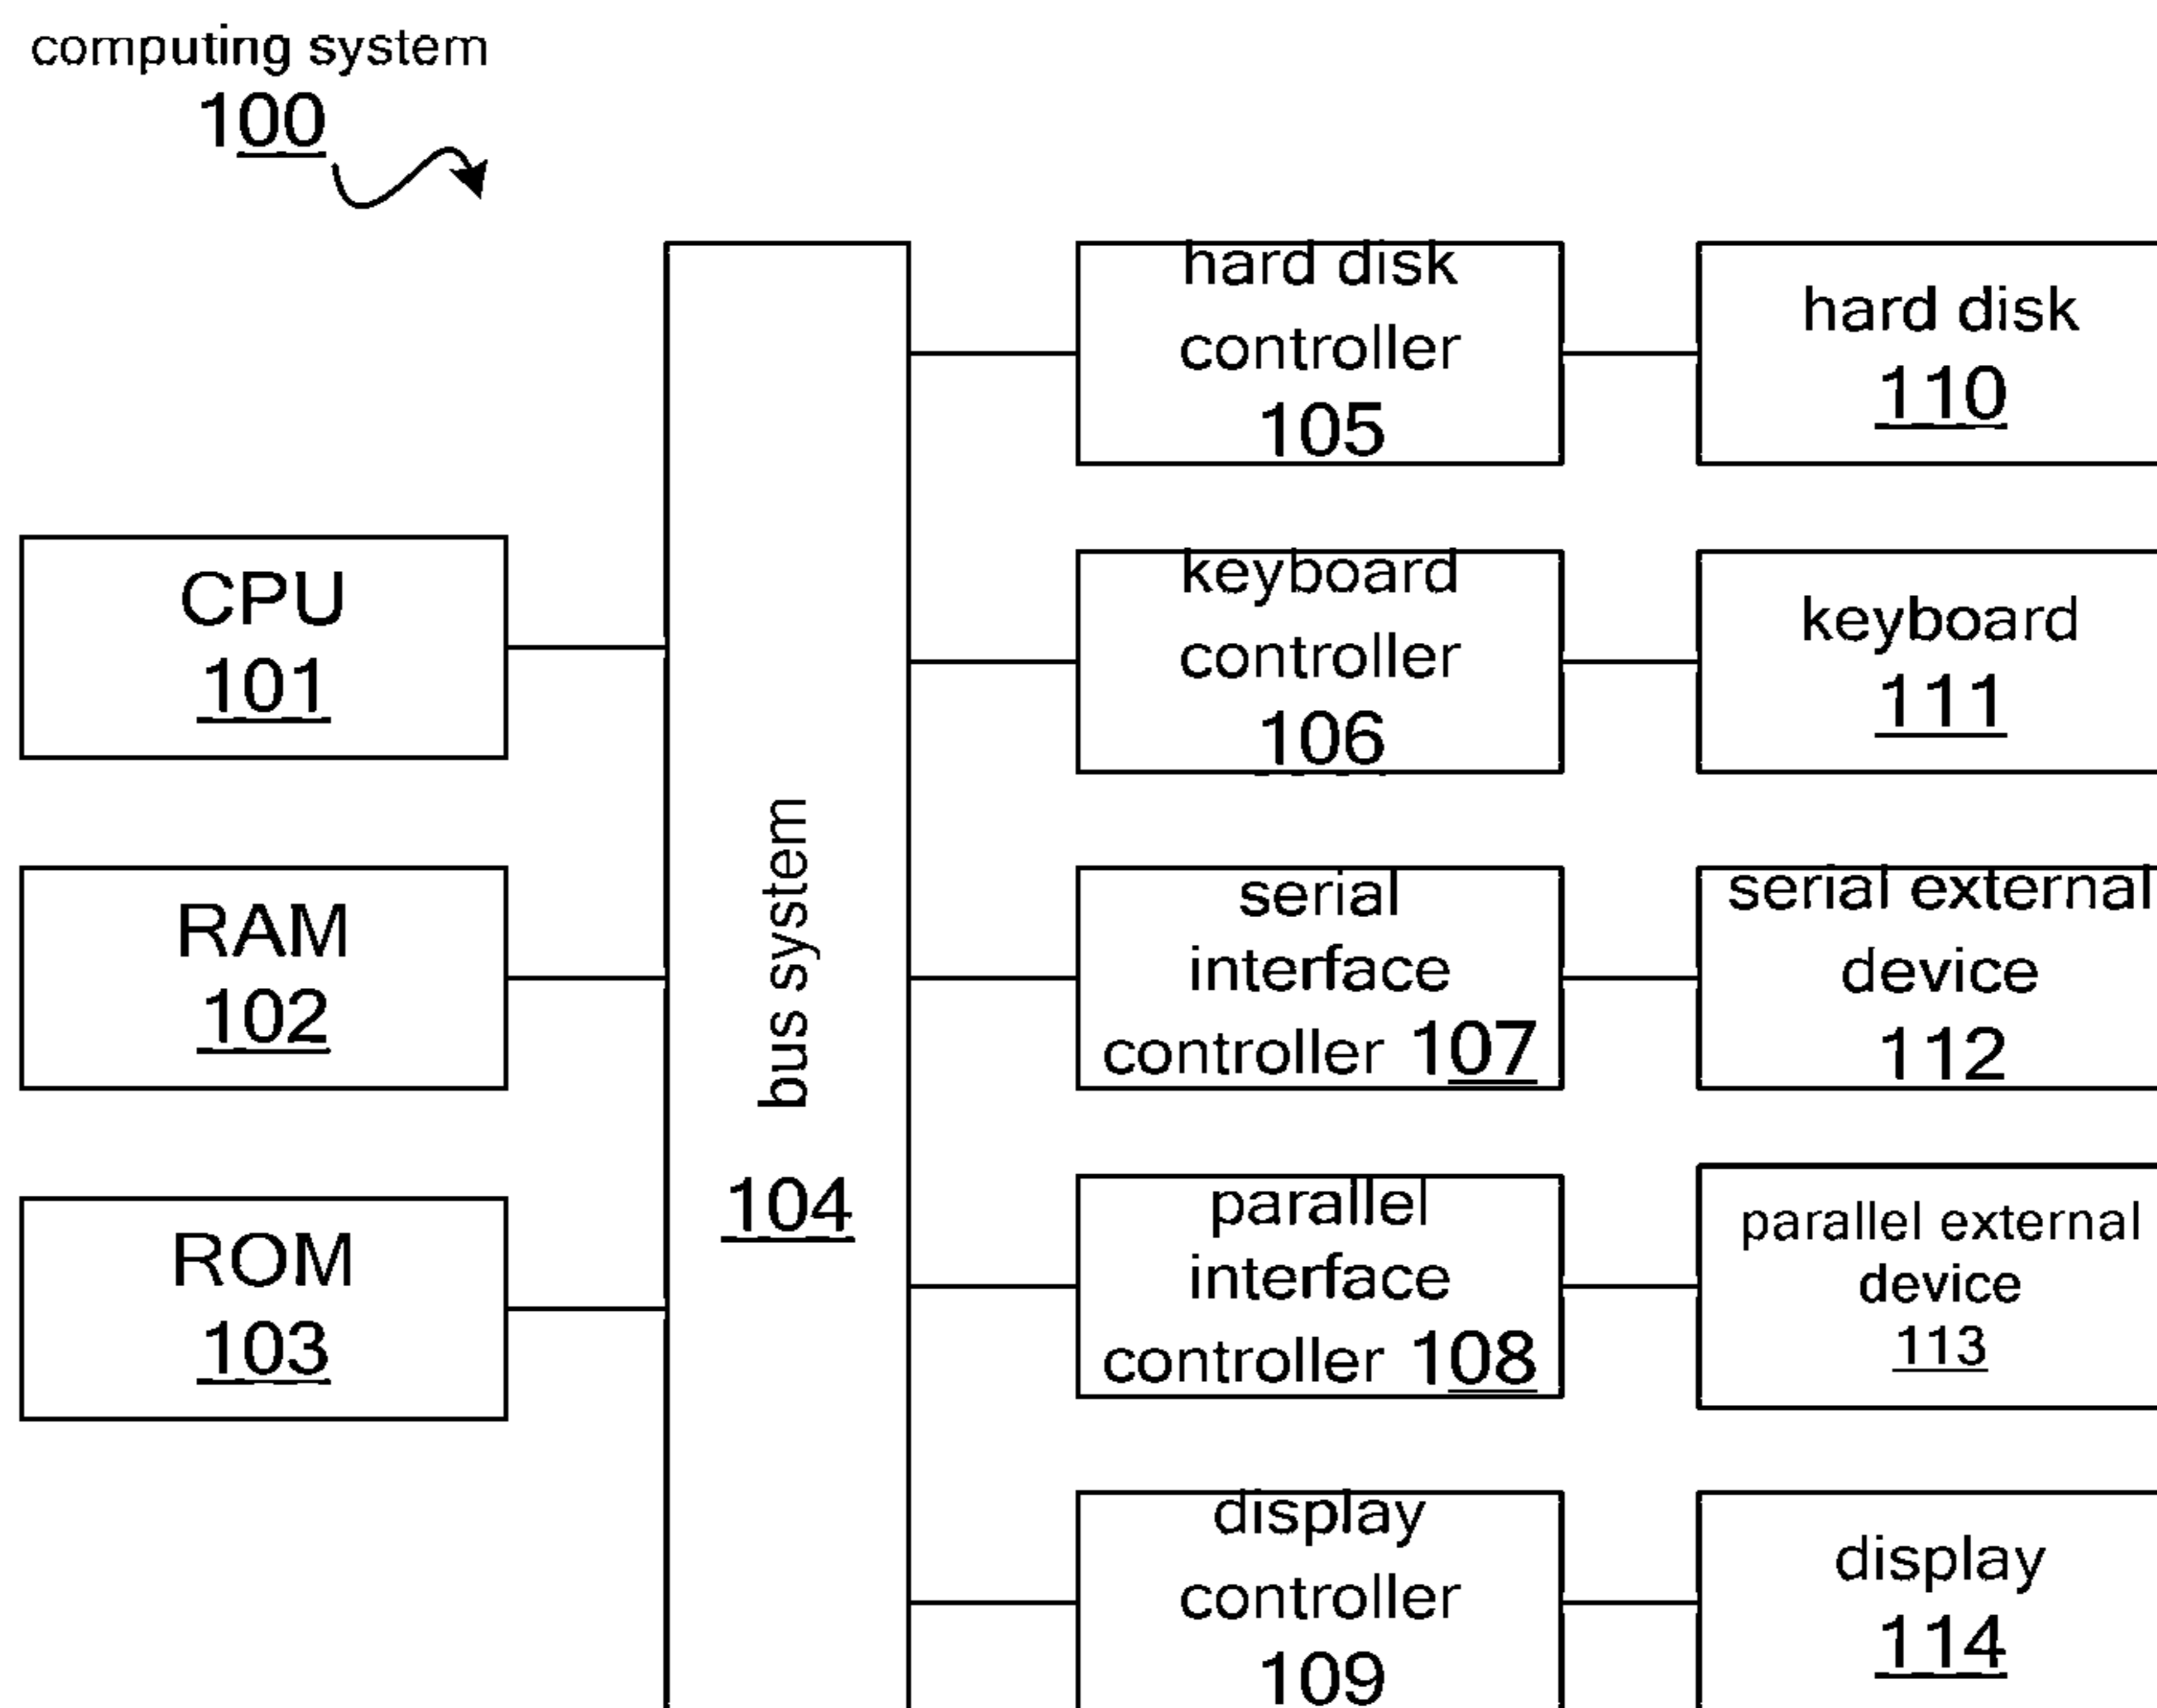 computing system
100
hard disk
controller
105
hard disk
110
CPU
101
keyboard
controller
106
keyboard
111
RAM
102
bus system
104
serial
interface
controller 107
serial external
device
112
ROM
103
parallel
interface
controller 108
parallel external
device
113
display
controller
109
display
114